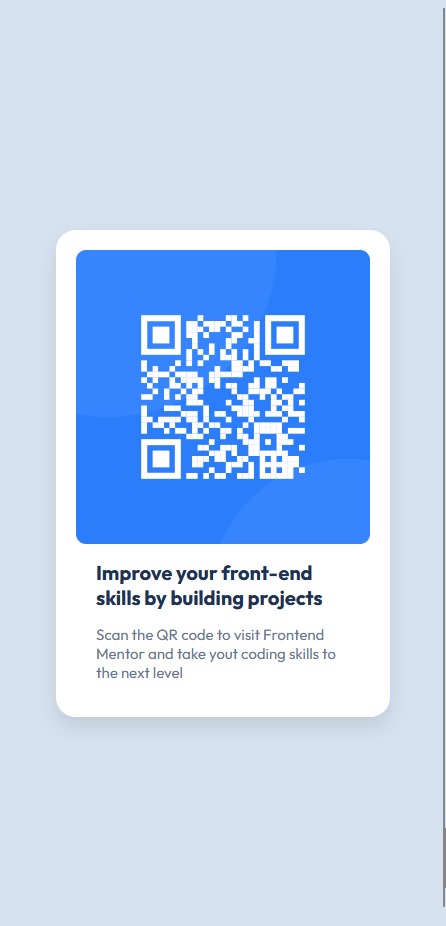 Improve your front-end
skills by building projects
Scan the QR code to visit Frontend
Mentor and take yout coding skills to
the next level